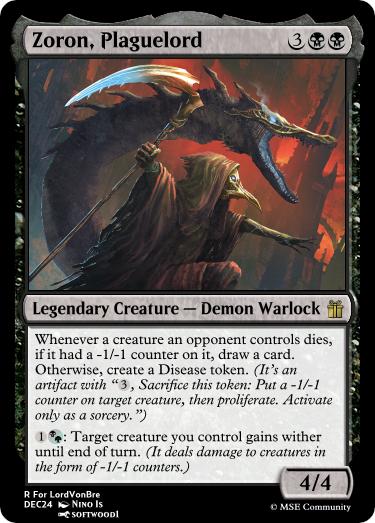 Zoron, Plaguelord 3
Legendary Creature — Demon Warlock
Whenever a creature an opponent controls dies,
if it had a -1/-1 counter on it, draw a card.
Otherwise, create a Disease token. (It's an
artifact with “3, Sacrifice this token: Put a -1/-1
counter on target creature, then proliferate. Activate
only as a sorcery.”)
1: Target creature you control gains wither
until end of turn. (It deals damage to creatures in
the form of -1/-1 counters.)
4/4
R For LordVonBre
DEC24 Nino Is
softwood1
© MSE Community